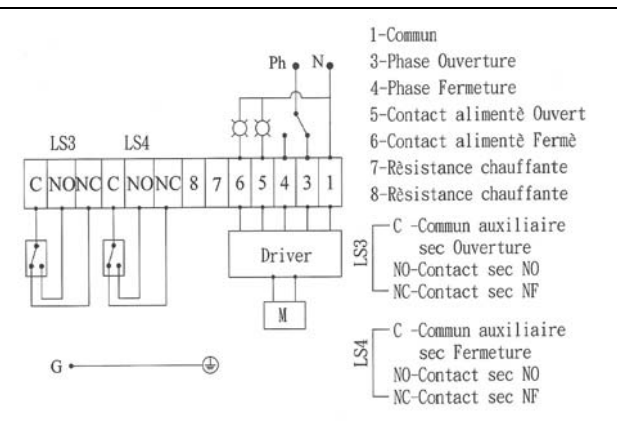 Ph N
LS3 LS4
C NO NC C NO NC 8 7 6 5 4 3 1
Driver
M
G
1-Commun
3-Phase Ouverture
4-Phase Fermeture
5-Contact alimentè Ouvert
6-Contact alimentè Fermè
7-Rèsistance chauffante
8-Rèsistance chauffante
LS3
C -Commun auxiliaire
sec Ouverture
NO-Contact sec NO
NC-Contact sec NF
LS4
C -Commun auxiliaire
sec Fermeture
NO-Contact sec NO
NC-Contact sec NF